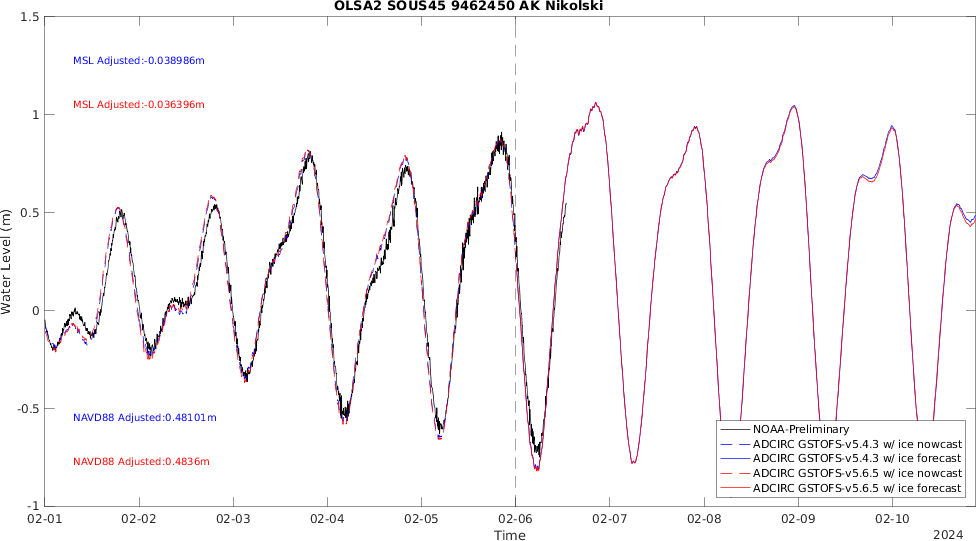 OLSA2 SOUS45 9462450 AK Nikolski
1.5
MSL Adjusted:-0.038986m
MSL Adjusted:-0.036396m
1
0.5
Water Level (m)
0
-0.5
NAVD88 Adjusted:0.48101m
NAVD88 Adjusted:0.4836m
NOAA-Preliminary
ADCIRC GSTOFS-v5.4.3 w/ ice nowcast
ADCIRC GSTOFS-v5.4.3 w/ ice forecast
ADCIRC GSTOFS-v5.6.5 w/ ice nowcast
ADCIRC GSTOFS-v5.6.5 w/ ice forecast
-1
02-01 02-02 02-03 02-04 02-05 02-06 02-07 02-08 02-09 02-10
Time
2024